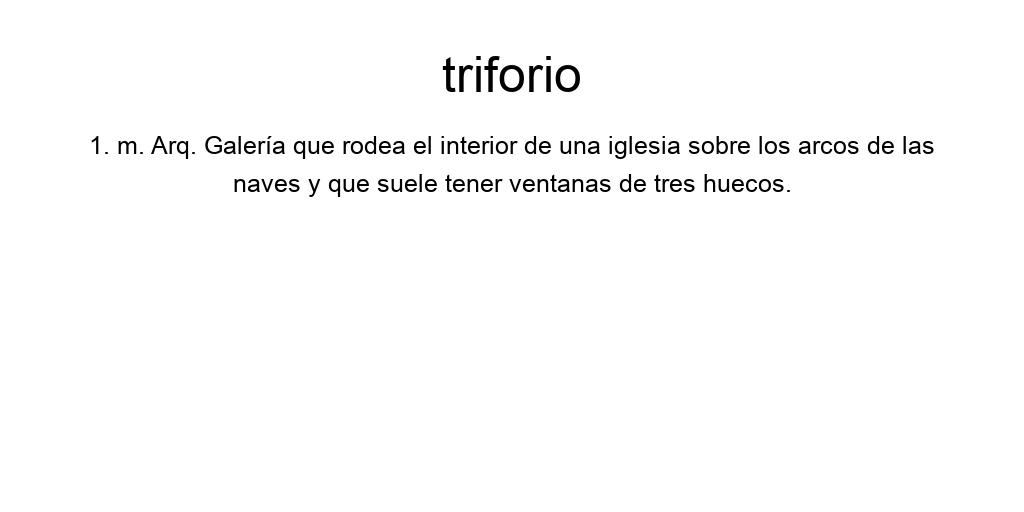 triforio
1. m. Arq. Galería que rodea el interior de una iglesia sobre los arcos de las
naves y que suele tener ventanas de tres huecos.